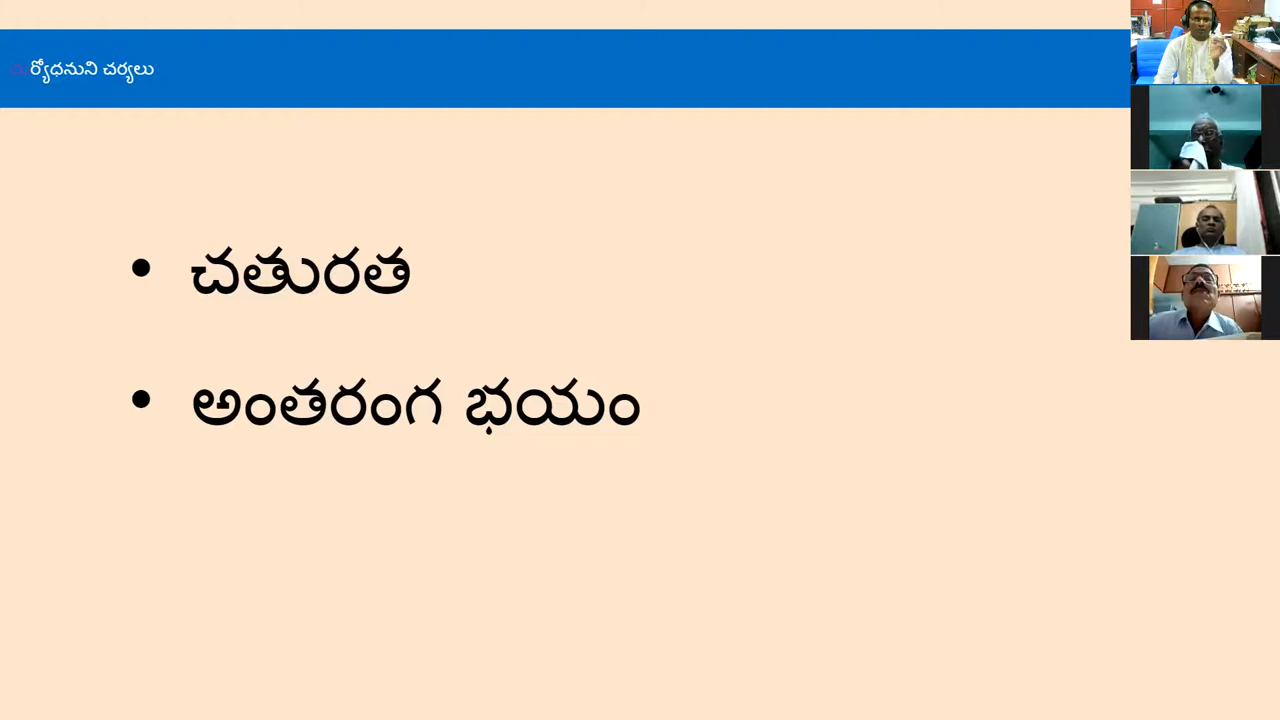 దుర్యోధనుని చర్యలు
• చతురత
• అంతరంగ భయం